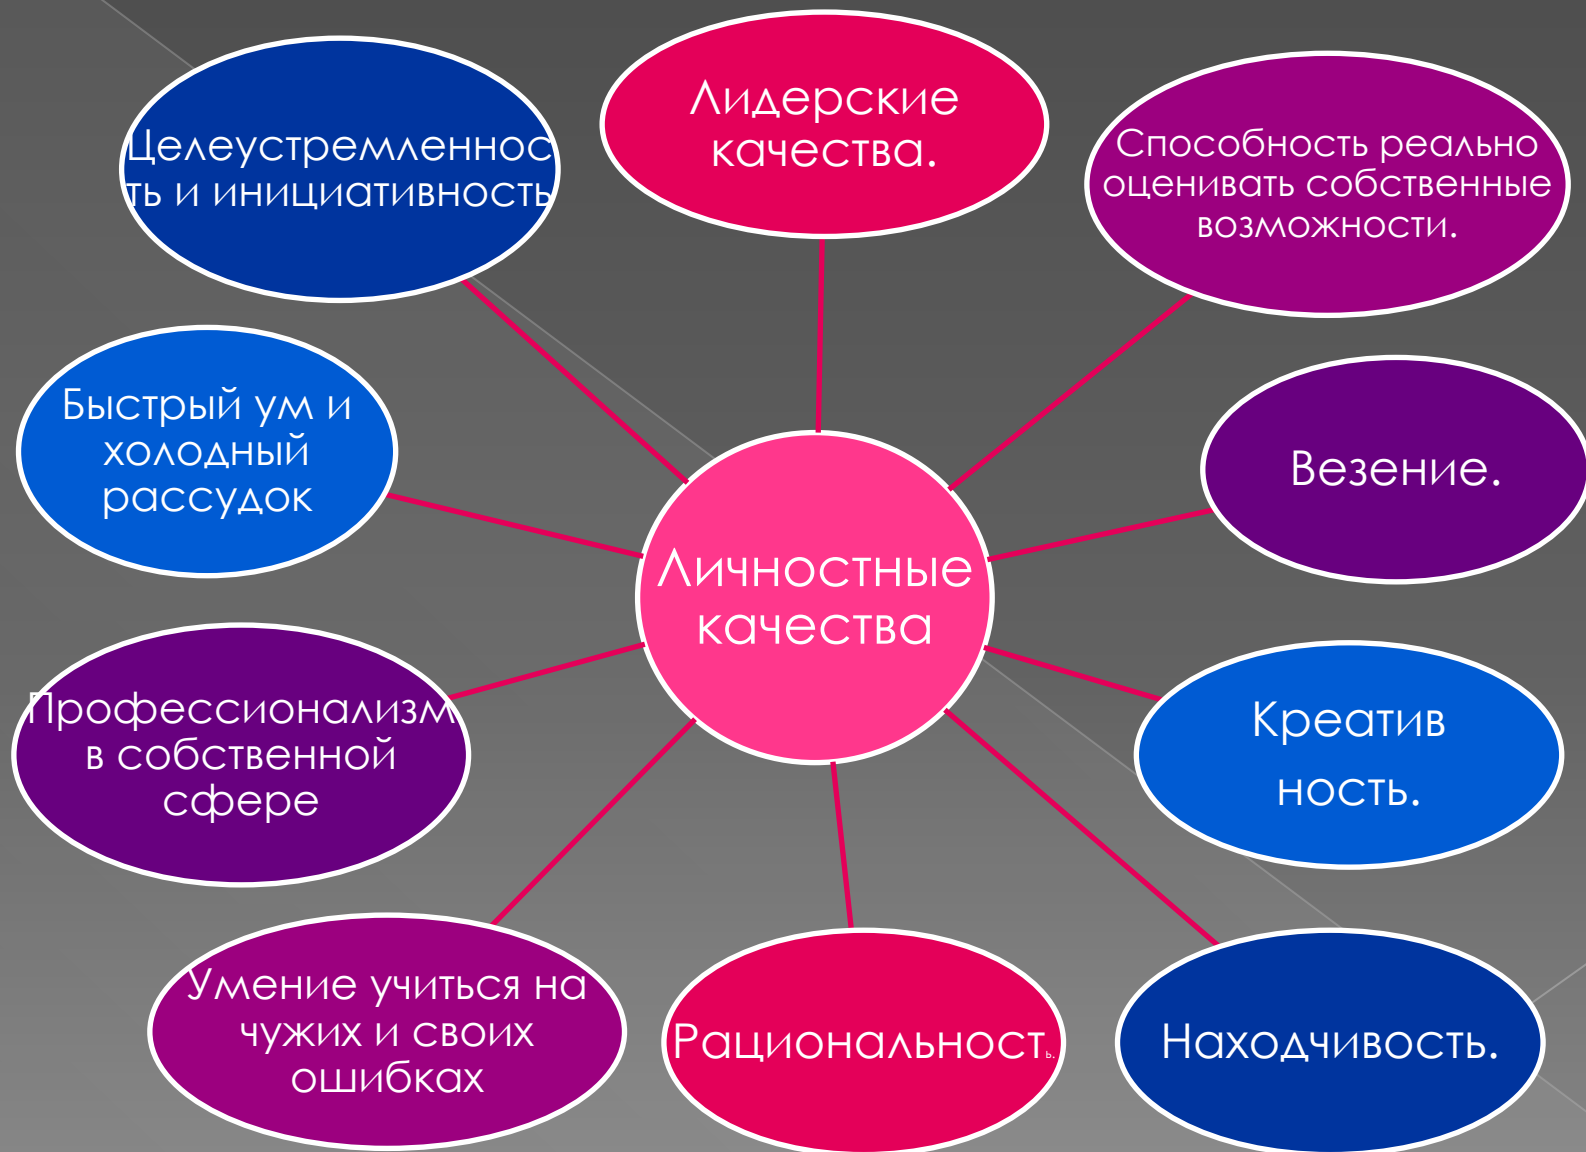 Целеустремленнос
ть и инициативность
Лидерские
качества.
Способность реально
оценивать собственные
возможности.
Быстрый ум и
холодный
рассудок
Везение.
Личностные
качества
Профессионализм
в собственной
сфере
Креатив
ность.
Умение учиться на
чужих и своих
ошибках
Рациональность.
Находчивость.